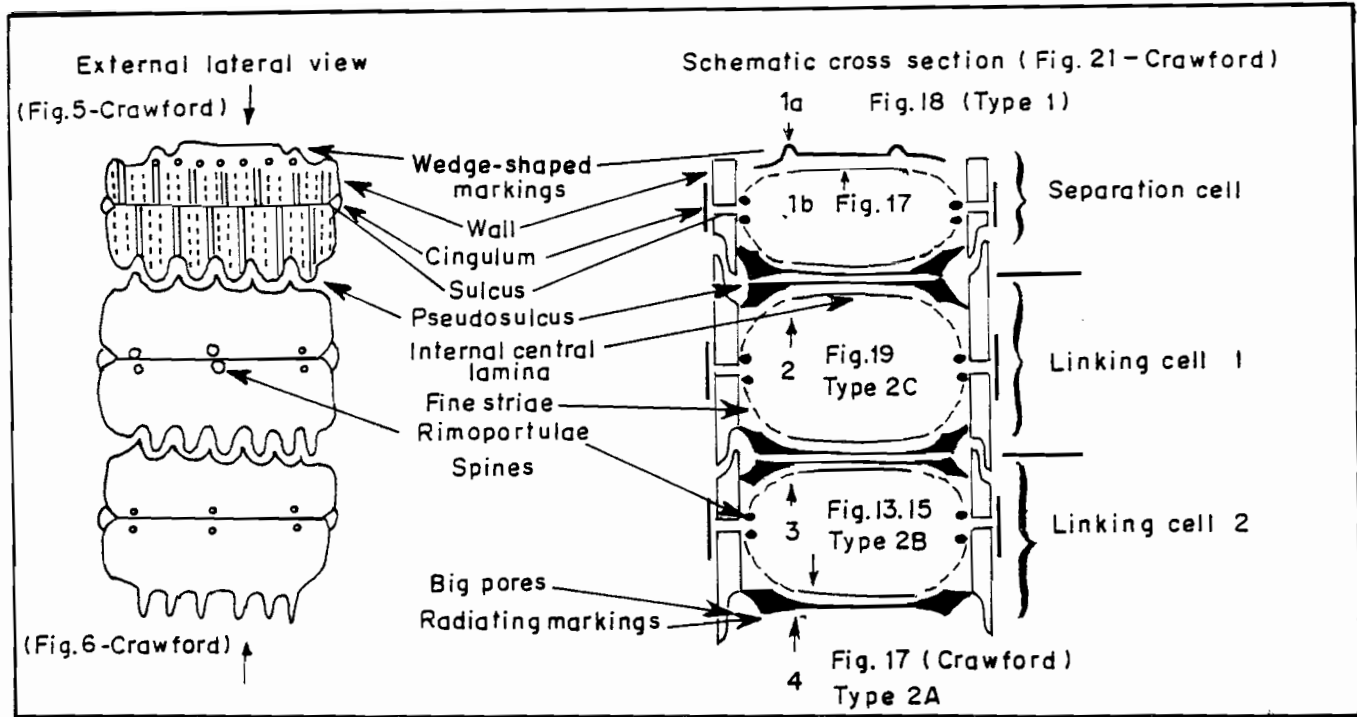 External lateral view
(Fig.5-Crawford)
Schematic cross section (Fig. 21-Crawford)
1a
Fig.18 (Type 1)
Wedge-shaped
markings
Wall
Cingulum
Sulcus
Pseudosulcus
Internal central
lamina
Fine striae
Rimoportulae
Spines
Big pores
Radiating markings
(Fig.6-Crawford)
1b Fig.17
Separation cell
2
Fig.19
Type 2C
Linking cell 1
3
Fig.13.15
Type 2B
Linking cell 2
4
Fig. 17 (Crawford)
Type 2A